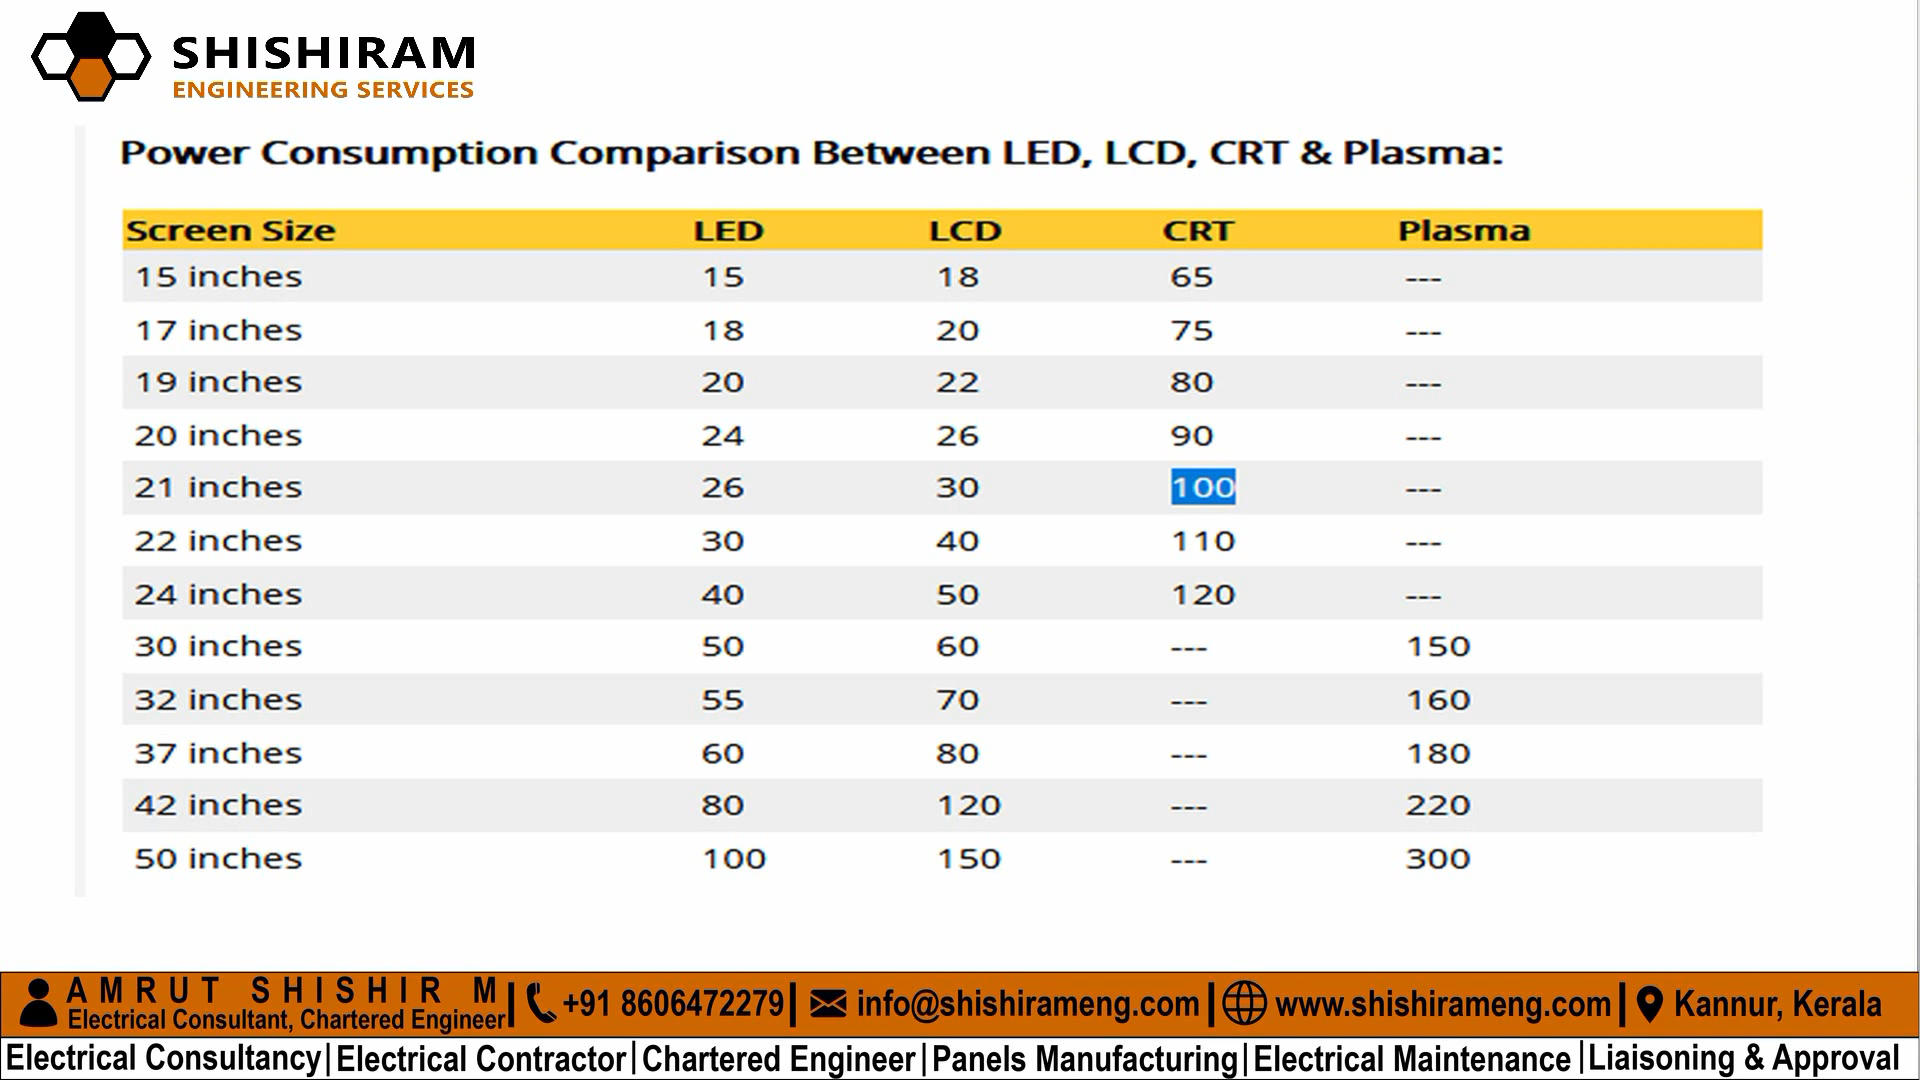 SHISHIRAM
ENGINEERING SERVICES
Power Consumption Comparison Between LED, LCD, CRT & Plasma:
Screen Size LED LCD CRT Plasma
15 inches 15 18 65 ---
17 inches 18 20 75 ---
19 inches 20 22 80 ---
20 inches 24 26 90 ---
21 inches 26 30 100 ---
22 inches 30 40 110 ---
24 inches 40 50 120 ---
30 inches 50 60 --- 150
32 inches 55 70 --- 160
37 inches 60 80 --- 180
42 inches 80 120 --- 220
50 inches 100 150 --- 300
AMRUT SHISHIR M
Electrical Consultant, Chartered Engineer
+91 8606472279| info@shishirameng.com | www.shishirameng.com | Kannur, Kerala
Electrical Consultancy|Electrical Contractor|Chartered Engineer|Panels Manufacturing|Electrical Maintenance |Liaisoning & Approval